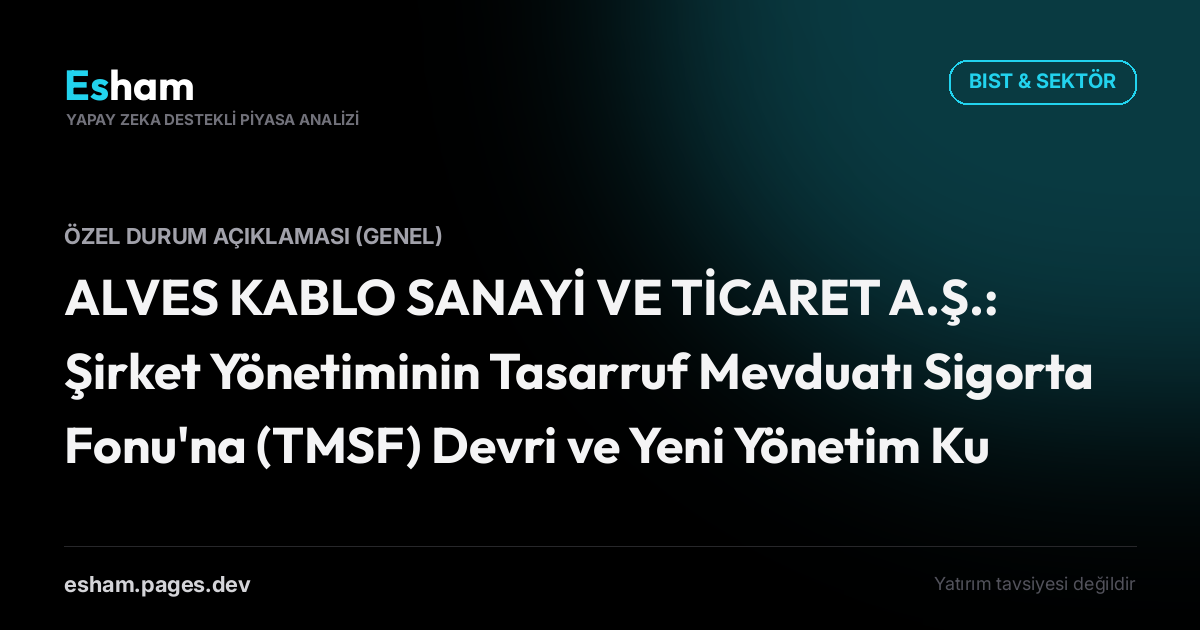 Esham
YAPAY ZEKA DESTEKLİ PİYASA ANALİZİ
BIST & SEKTÖR
ÖZEL DURUM AÇIKLAMASI (GENEL)
ALVES KABLO SANAYİ VE TİCARET A.Ş.:
Şirket Yönetiminin Tasarruf Mevduatı Sigorta
Fonu'na (TMSF) Devri ve Yeni Yönetim Ku
esham.pages.dev
Yatırım tavsiyesi değildir